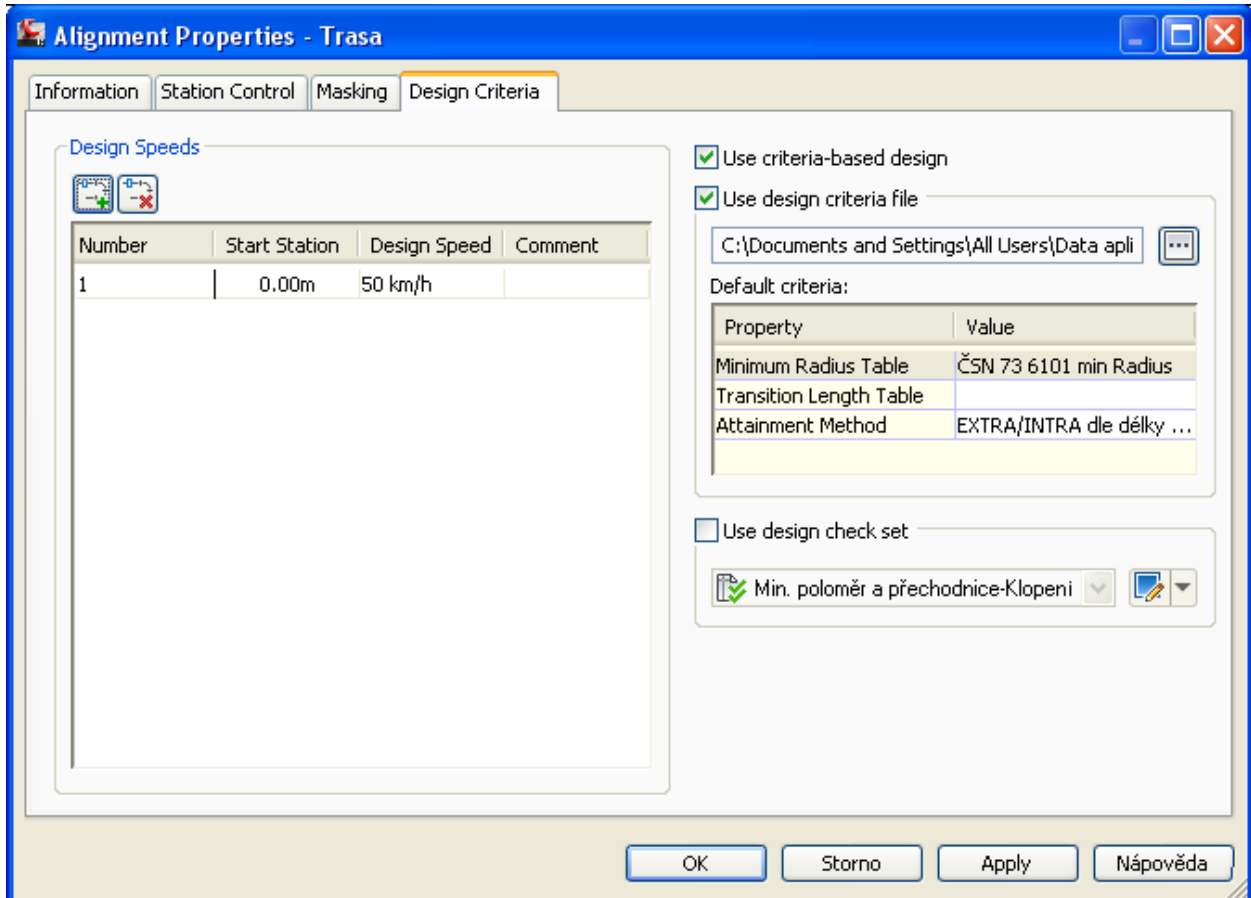 Alignment Properties - Trasa
Information Station Control Masking Design Criteria
Design Speeds
Number Start Station Design Speed Comment
1 0.00m 50 km/h
Use criteria-based design
Use design criteria file
C:\Documents and Settings\All Users\Data apli
Default criteria:
Property Value
Minimum Radius Table ČSN 73 6101 min Radius
Transition Length Table
Attainment Method EXTRA/INTRA dle délky ...
Use design check set
Min. poloměr a přechodnice-Klopení
OK Storno Apply Nápověda